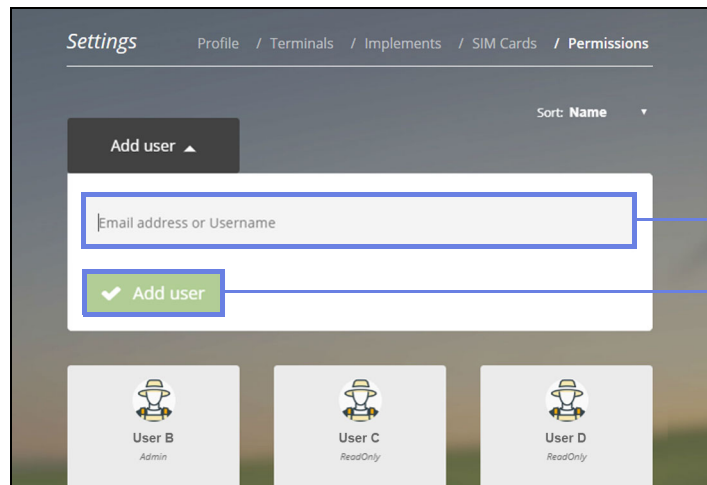 Settings Profile / Terminals / Implements / SIM Cards / Permissions
Sort: Name
Add user
Email address or Username
Add user
User B User C User D
Admin ReadOnly ReadOnly